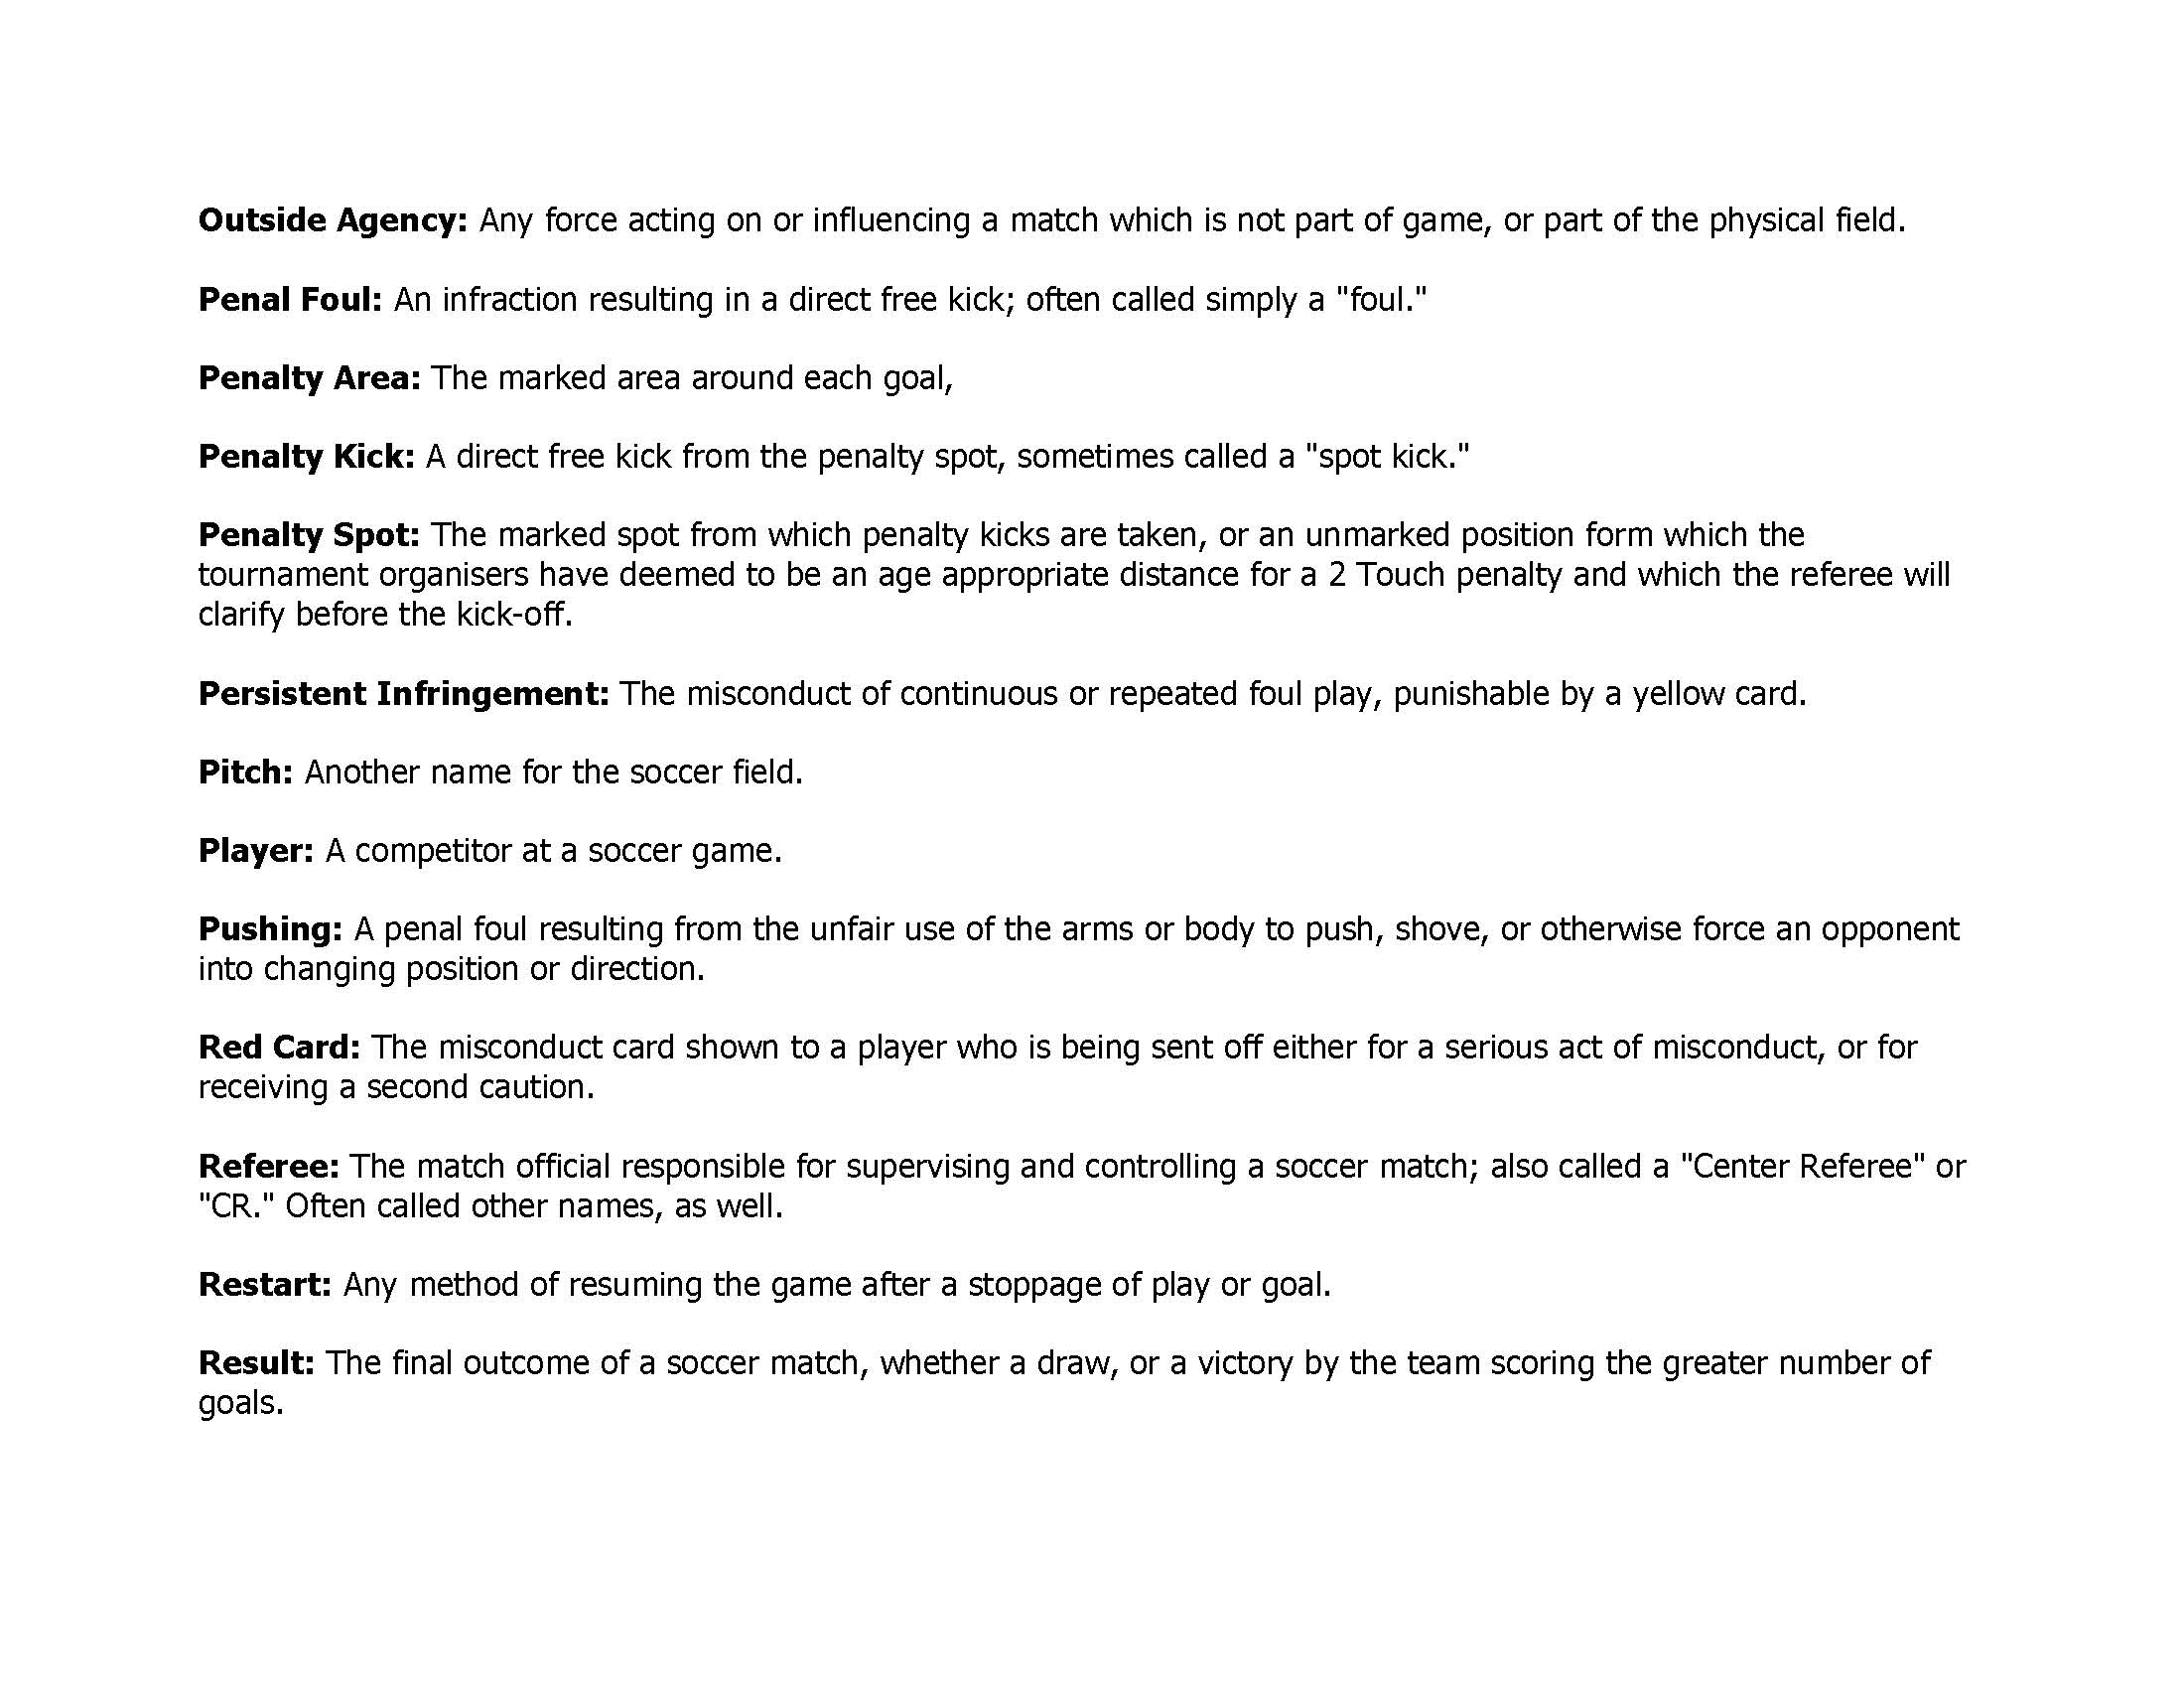 Outside Agency: Any force acting on or influencing a match which is not part of game, or part of the physical field.
Penal Foul: An infraction resulting in a direct free kick; often called simply a "foul."
Penalty Area: The marked area around each goal,
Penalty Kick: A direct free kick from the penalty spot, sometimes called a "spot kick."
Penalty Spot: The marked spot from which penalty kicks are taken, or an unmarked position form which the
tournament organisers have deemed to be an age appropriate distance for a 2 Touch penalty and which the referee will
clarify before the kick-off.
Persistent Infringement: The misconduct of continuous or repeated foul play, punishable by a yellow card.
Pitch: Another name for the soccer field.
Player: A competitor at a soccer game.
Pushing: A penal foul resulting from the unfair use of the arms or body to push, shove, or otherwise force an opponent
into changing position or direction.
Red Card: The misconduct card shown to a player who is being sent off either for a serious act of misconduct, or for
receiving a second caution.
Referee: The match official responsible for supervising and controlling a soccer match; also called a "Center Referee" or
"CR." Often called other names, as well.
Restart: Any method of resuming the game after a stoppage of play or goal.
Result: The final outcome of a soccer match, whether a draw, or a victory by the team scoring the greater number of
goals.